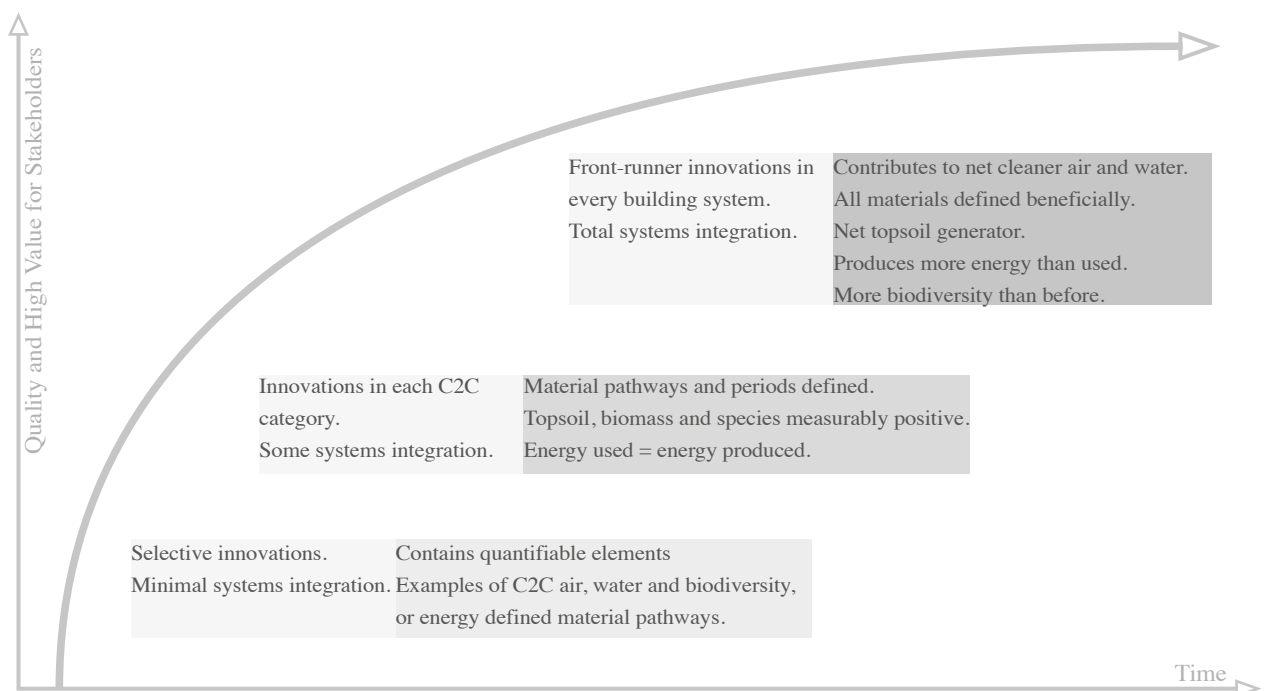 Quality and High Value for Stakeholders
Front-runner innovations in
every building system.
Total systems integration.
Contributes to net cleaner air and water.
All materials defined beneficially.
Net topsoil generator.
Produces more energy than used.
More biodiversity than before.
Innovations in each C2C
category.
Some systems integration.
Material pathways and periods defined.
Topsoil, biomass and species measurably positive.
Energy used = energy produced.
Selective innovations.
Minimal systems integration.
Contains quantifiable elements
Examples of C2C air, water and biodiversity,
or energy defined material pathways.
Time